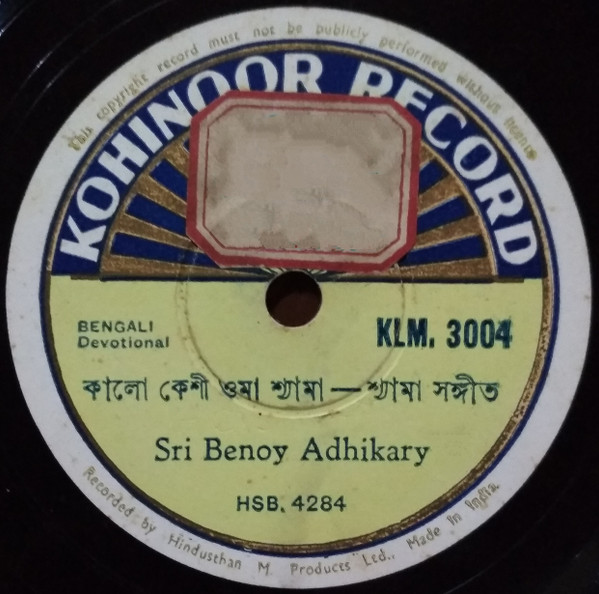 This copyright record must not be publicly performed without licence
KOHINOOR RECORD
BENGALI
Devotional
KLM. 3004
কালো কেশী ওমা শ্যামা — শ্যামা সঙ্গীত
Sri Benoy Adhikary
HSB. 4284
Recorded by Hindusthan M. Produces Ltd., Made in India.